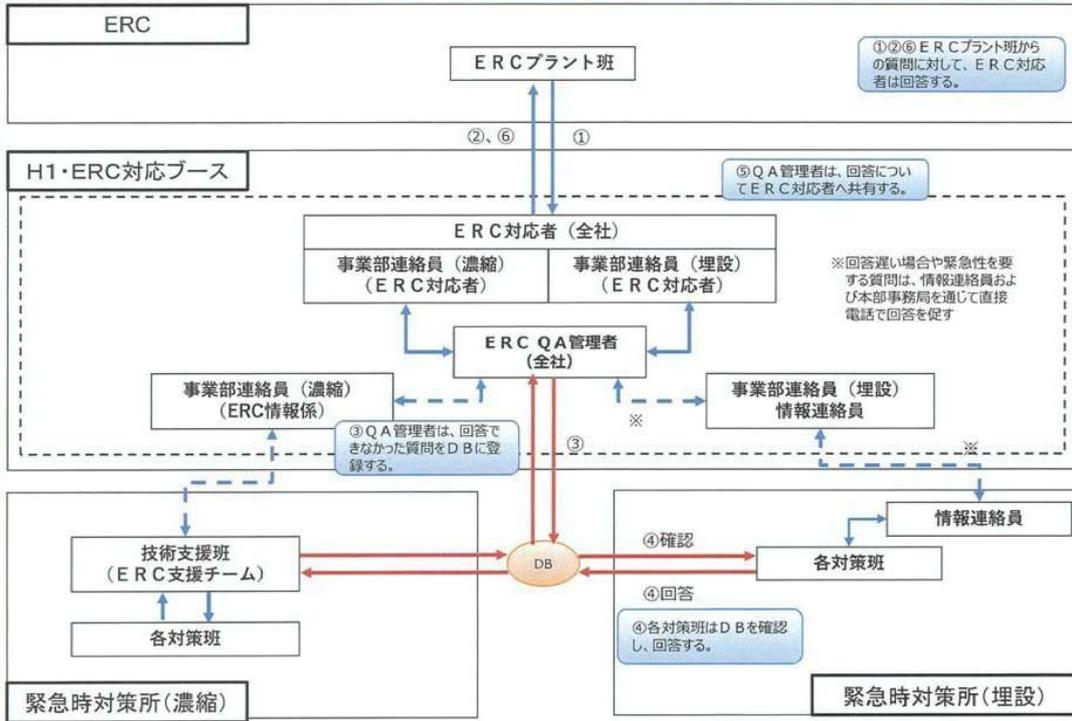 ERC
ERCプラント班
①②⑥ERCプラント班から
の質問に対して、ERC対応
者は回答する。
②、⑥
①
H1・ERC対応ブース
⑤QA管理者は、回答につい
てERC対応者へ共有する。
ERC対応者（全社）
事業部連絡員（濃縮）
（ERC対応者）
事業部連絡員（埋設）
（ERC対応者）
※回答遅い場合や緊急性を要
する質問は、情報連絡員およ
び本部事務局を通じて直接
電話で回答を促す
ERC QA管理者
（全社）
事業部連絡員（濃縮）
（ERC情報係）
事業部連絡員（埋設）
情報連絡員
※
③QA管理者は、回答で
きなかった質問をDBに登
録する。
③
※
情報連絡員
技術支援班
（ERC支援チーム）
DB
④確認
各対策班
④回答
各対策班
④各対策班はDBを確認
し、回答する。
緊急時対策所（濃縮）
緊急時対策所（埋設）